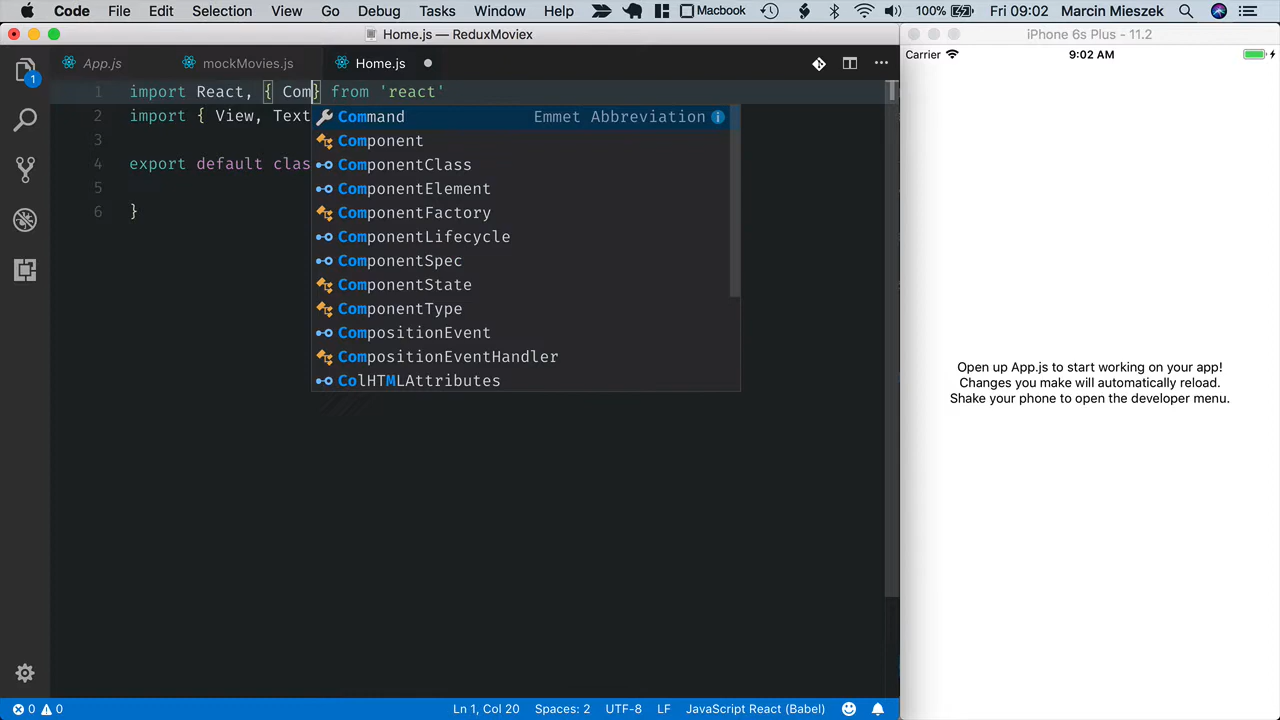 Code File Edit Selection View Go Debug Tasks Window Help Macbook 100% Fri 09:02 Marcin Mieszek
Home.js — ReduxMoviex
App.js mockMovies.js Home.js
1 import React, { Com} from 'react'
2 import { View, Text
3
4 export default clas
5
6 }
Command Emmet Abbreviation
Component
ComponentClass
ComponentElement
ComponentFactory
ComponentLifecycle
ComponentSpec
ComponentState
ComponentType
CompositionEvent
CompositionEventHandler
ColHTMLAttributes
1
0 0 Ln 1, Col 20 Spaces: 2 UTF-8 LF JavaScript React (Babel)
iPhone 6s Plus - 11.2
Carrier 9:02 AM
Open up App.js to start working on your app!
Changes you make will automatically reload.
Shake your phone to open the developer menu.